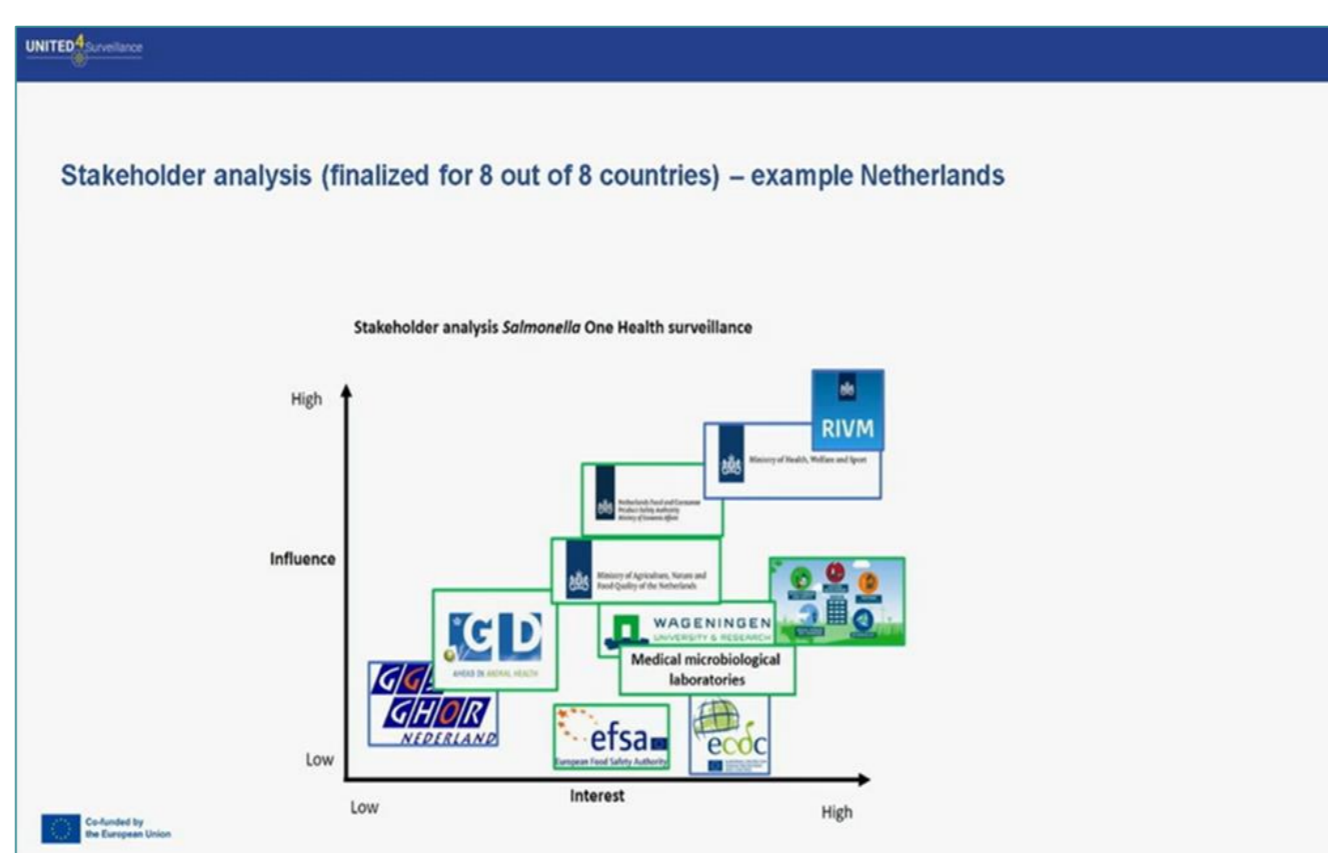 UNITED4Surveillance
Stakeholder analysis (finalized for 8 out of 8 countries) – example Netherlands
Stakeholder analysis Salmonella One Health surveillance
High
RIVM
Ministry of Health, Welfare and Sport
Netherlands Food and Consumer
Product Safety Authority
Ministry of Economic Affairs
Influence
Ministry of Agriculture, Nature and
Food Quality of the Netherlands
GD
AHEAD IN ANIMAL HEALTH
WAGENINGEN
UNIVERSITY & RESEARCH
Medical microbiological
laboratories
GG
GHOR
NEDERLAND
efsa
European Food Safety Authority
ecdc
Low
Interest
Low
High
Co-funded by
the European Union